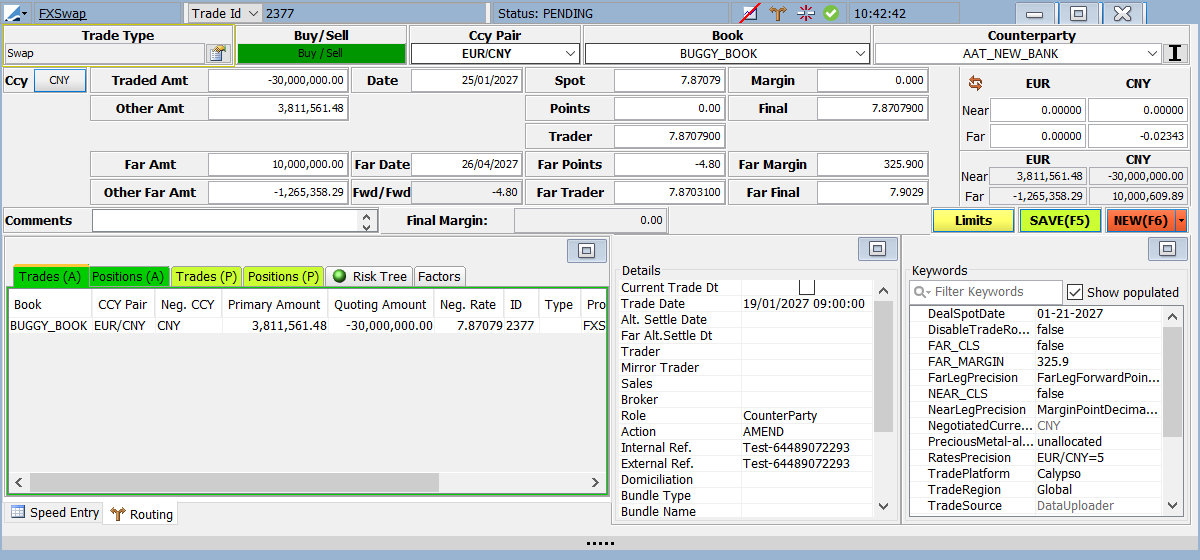 FXSwap Trade Id 2377 Status: PENDING 10:42:42
Trade Type Buy/Sell Ccy Pair Book Counterparty
Swap Buy / Sell EUR/CNY BUGGY_BOOK AAT_NEW_BANK
Ccy CNY Traded Amt -30,000,000.00 Date 25/01/2027 Spot 7.87079 Margin 0.000 EUR CNY
Other Amt 3,811,561.48 Points 0.00 Final 7.8707900 Near 0.00000 0.00000
Trader 7.8707900 Far 0.00000 -0.02343
Far Amt 10,000,000.00 Far Date 26/04/2027 Far Points -4.80 Far Margin 325.900 EUR CNY
Near 3,811,561.48 -30,000,000.00
Other Far Amt -1,265,358.29 Fwd/Fwd -4.80 Far Trader 7.8703100 Far Final 7.9029 Far -1,265,358.29 10,000,609.89
Comments Final Margin: 0.00 Limits SAVE(F5) NEW(F6)
Trades (A) Positions (A) Trades (P) Positions (P) Risk Tree Factors
Book CCY Pair Neg. CCY Primary Amount Quoting Amount Neg. Rate ID Type Pro
BUGGY_BOOK EUR/CNY CNY 3,811,561.48 -30,000,000.00 7.87079 2377 FXS
Speed Entry Routing
Details
Current Trade Dt
Trade Date 19/01/2027 09:00:00
Alt. Settle Date
Far Alt.Settle Dt
Trader
Mirror Trader
Sales
Broker
Role CounterParty
Action AMEND
Internal Ref. Test-64489072293
External Ref. Test-64489072293
Domiciliation
Bundle Type
Bundle Name
Keywords
Filter Keywords Show populated
DealSpotDate 01-21-2027
DisableTradeRo... false
FAR_CLS false
FAR_MARGIN 325.9
FarLegPrecision FarLegForwardPoin...
NEAR_CLS false
NearLegPrecision MarginPointDecima...
NegotiatedCurre... CNY
PreciousMetal-al... unallocated
RatesPrecision EUR/CNY=5
TradePlatform Calypso
TradeRegion Global
TradeSource DataUploader